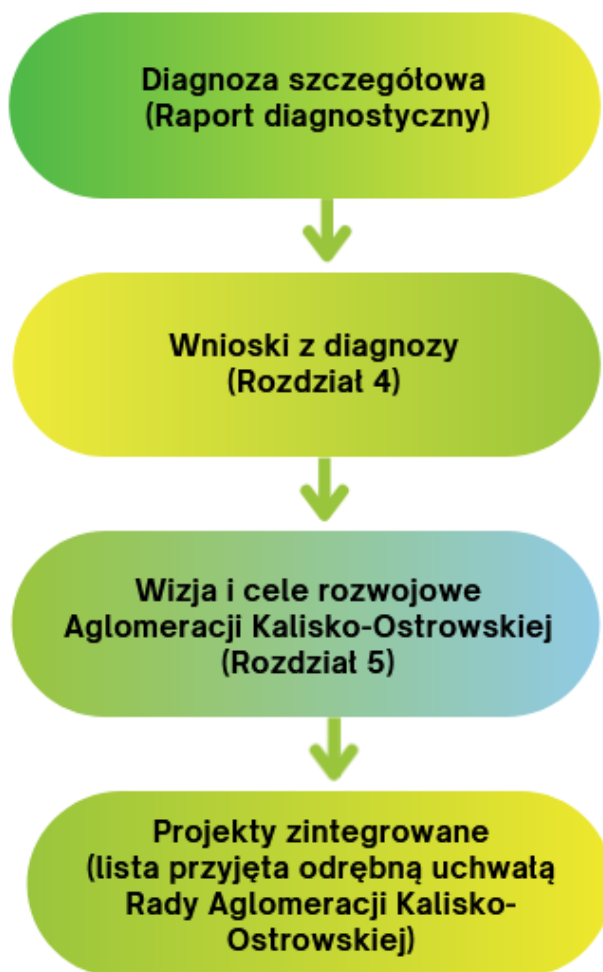 Diagnoza szczegółowa
(Raport diagnostyczny)
Wnioski z diagnozy
(Rozdział 4)
Wizja i cele rozwojowe
Aglomeracji Kalisko-Ostrowskiej
(Rozdział 5)
Projekty zintegrowane
(lista przyjęta odrębną uchwałą
Rady Aglomeracji Kalisko-
Ostrowskiej)